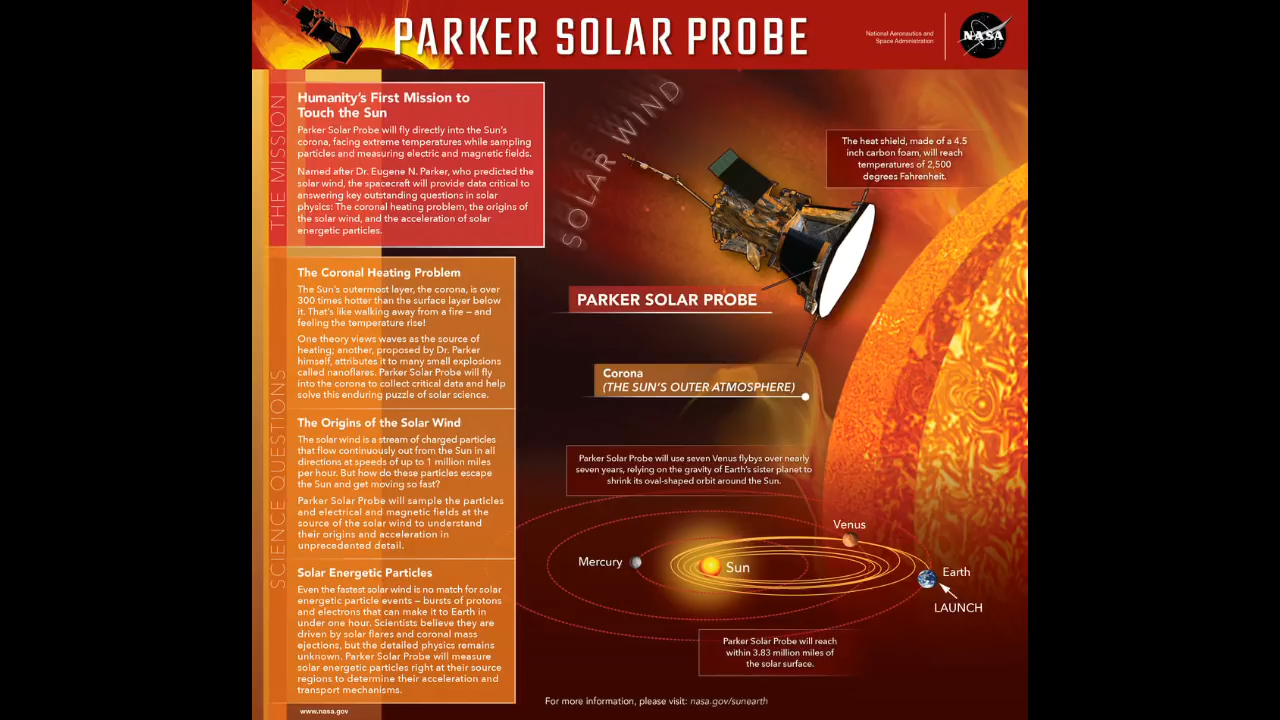 PARKER SOLAR PROBE
National Aeronautics and
Space Administration
NASA
THE MISSION
Humanity's First Mission to
Touch the Sun
Parker Solar Probe will fly directly into the Sun's
corona, facing extreme temperatures while sampling
particles and measuring electric and magnetic fields.
Named after Dr. Eugene N. Parker, who predicted the
solar wind, the spacecraft will provide data critical to
answering key outstanding questions in solar
physics: The coronal heating problem, the origins of
the solar wind, and the acceleration of solar
energetic particles.
SCIENCE QUESTIONS
The Coronal Heating Problem
The Sun's outermost layer, the corona, is over
300 times hotter than the surface layer below
it. That's like walking away from a fire – and
feeling the temperature rise!
One theory views waves as the source of
heating; another, proposed by Dr. Parker
himself, attributes it to many small explosions
called nanoflares. Parker Solar Probe will fly
into the corona to collect critical data and help
solve this enduring puzzle of solar science.
The Origins of the Solar Wind
The solar wind is a stream of charged particles
that flow continuously out from the Sun in all
directions at speeds of up to 1 million miles
per hour. But how do these particles escape
the Sun and get moving so fast?
Parker Solar Probe will sample the particles
and electrical and magnetic fields at the
source of the solar wind to understand
their origins and acceleration in
unprecedented detail.
Solar Energetic Particles
Even the fastest solar wind is no match for solar
energetic particle events – bursts of protons
and electrons that can make it to Earth in
under one hour. Scientists believe they are
driven by solar flares and coronal mass
ejections, but the detailed physics remains
unknown. Parker Solar Probe will measure
solar energetic particles right at their source
regions to determine their acceleration and
transport mechanisms.
www.nasa.gov
SOLAR WIND
The heat shield, made of a 4.5
inch carbon foam, will reach
temperatures of 2,500
degrees Fahrenheit.
PARKER SOLAR PROBE
Corona
(THE SUN'S OUTER ATMOSPHERE)
Parker Solar Probe will use seven Venus flybys over nearly
seven years, relying on the gravity of Earth's sister planet to
shrink its oval-shaped orbit around the Sun.
Venus
Mercury
Sun
Earth
LAUNCH
Parker Solar Probe will reach
within 3.83 million miles of
the solar surface.
For more information, please visit: nasa.gov/sunearth